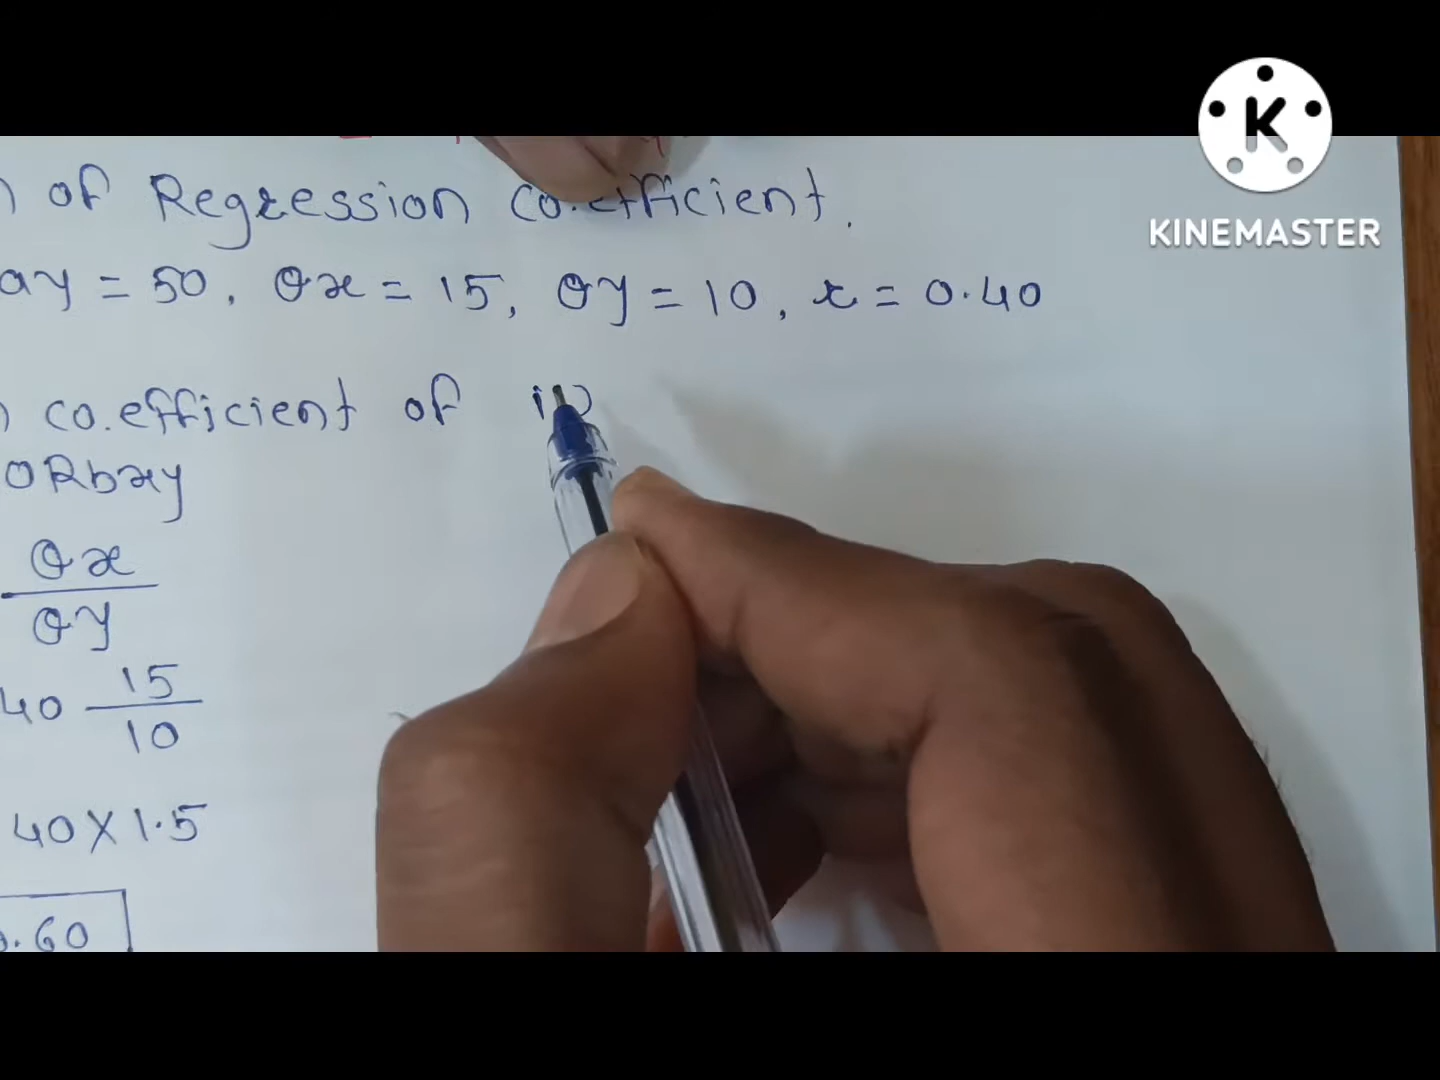 of Regression co.efficient.
ay = 50, σx = 15, σy = 10, r = 0.40
co.efficient of
OR bxy
σx
σy
40 15
10
40 X 1.5
0.60
K
KINEMASTER